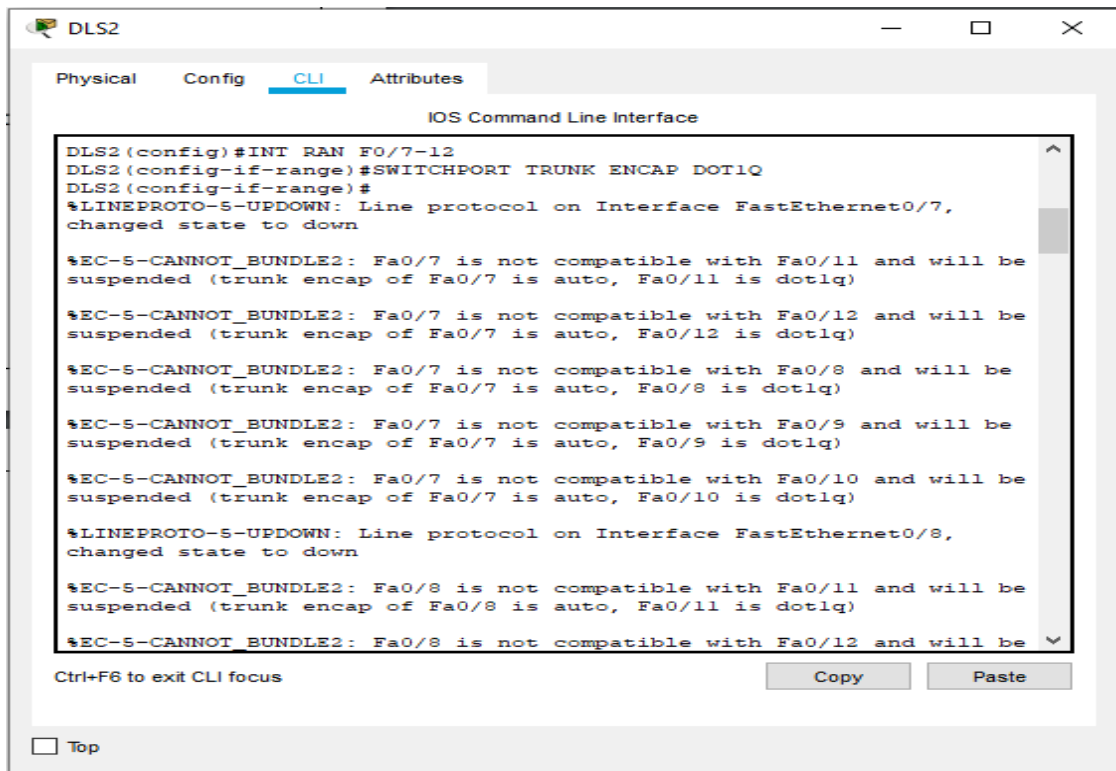 DLS2
Physical Config CLI Attributes
IOS Command Line Interface
DLS2(config)#INT RAN F0/7-12
DLS2(config-if-range)#SWITCHPORT TRUNK ENCAP DOT1Q
DLS2(config-if-range)#
%LINEPROTO-5-UPDOWN: Line protocol on Interface FastEthernet0/7,
changed state to down
%EC-5-CANNOT_BUNDLE2: Fa0/7 is not compatible with Fa0/11 and will be
suspended (trunk encap of Fa0/7 is auto, Fa0/11 is dot1q)
%EC-5-CANNOT_BUNDLE2: Fa0/7 is not compatible with Fa0/12 and will be
suspended (trunk encap of Fa0/7 is auto, Fa0/12 is dot1q)
%EC-5-CANNOT_BUNDLE2: Fa0/7 is not compatible with Fa0/8 and will be
suspended (trunk encap of Fa0/7 is auto, Fa0/8 is dot1q)
%EC-5-CANNOT_BUNDLE2: Fa0/7 is not compatible with Fa0/9 and will be
suspended (trunk encap of Fa0/7 is auto, Fa0/9 is dot1q)
%EC-5-CANNOT_BUNDLE2: Fa0/7 is not compatible with Fa0/10 and will be
suspended (trunk encap of Fa0/7 is auto, Fa0/10 is dot1q)
%LINEPROTO-5-UPDOWN: Line protocol on Interface FastEthernet0/8,
changed state to down
%EC-5-CANNOT_BUNDLE2: Fa0/8 is not compatible with Fa0/11 and will be
suspended (trunk encap of Fa0/8 is auto, Fa0/11 is dot1q)
%EC-5-CANNOT_BUNDLE2: Fa0/8 is not compatible with Fa0/12 and will be
Ctrl+F6 to exit CLI focus
Copy Paste
Top